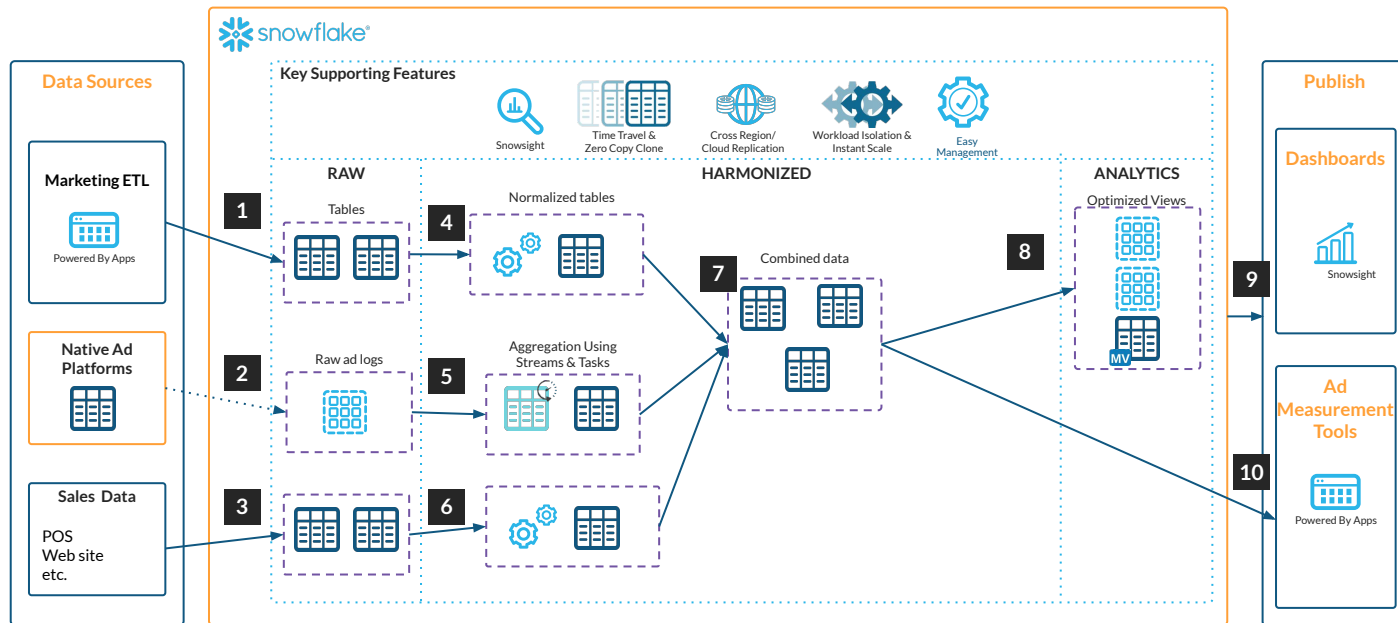 snowflake®
Data Sources
Marketing ETL
Powered By Apps
Native Ad
Platforms
Sales Data
POS
Web site
etc.
Key Supporting Features
Snowsight
Time Travel &
Zero Copy Clone
Cross Region/
Cloud Replication
Workload Isolation &
Instant Scale
Easy
Management
RAW
HARMONIZED
ANALYTICS
1
Tables
4
Normalized tables
7
Combined data
8
Optimized Views
MV
2
Raw ad logs
5
Aggregation Using
Streams & Tasks
3
6
9
10
Publish
Dashboards
Snowsight
Ad
Measurement
Tools
Powered By Apps